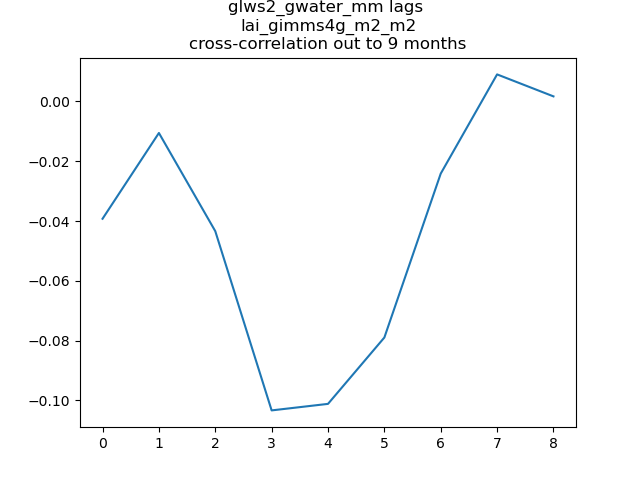 glws2_gwater_mm lags
lai_gimms4g_m2_m2
cross-correlation out to 9 months
0.00
−0.02
−0.04
−0.06
−0.08
−0.10
0 1 2 3 4 5 6 7 8